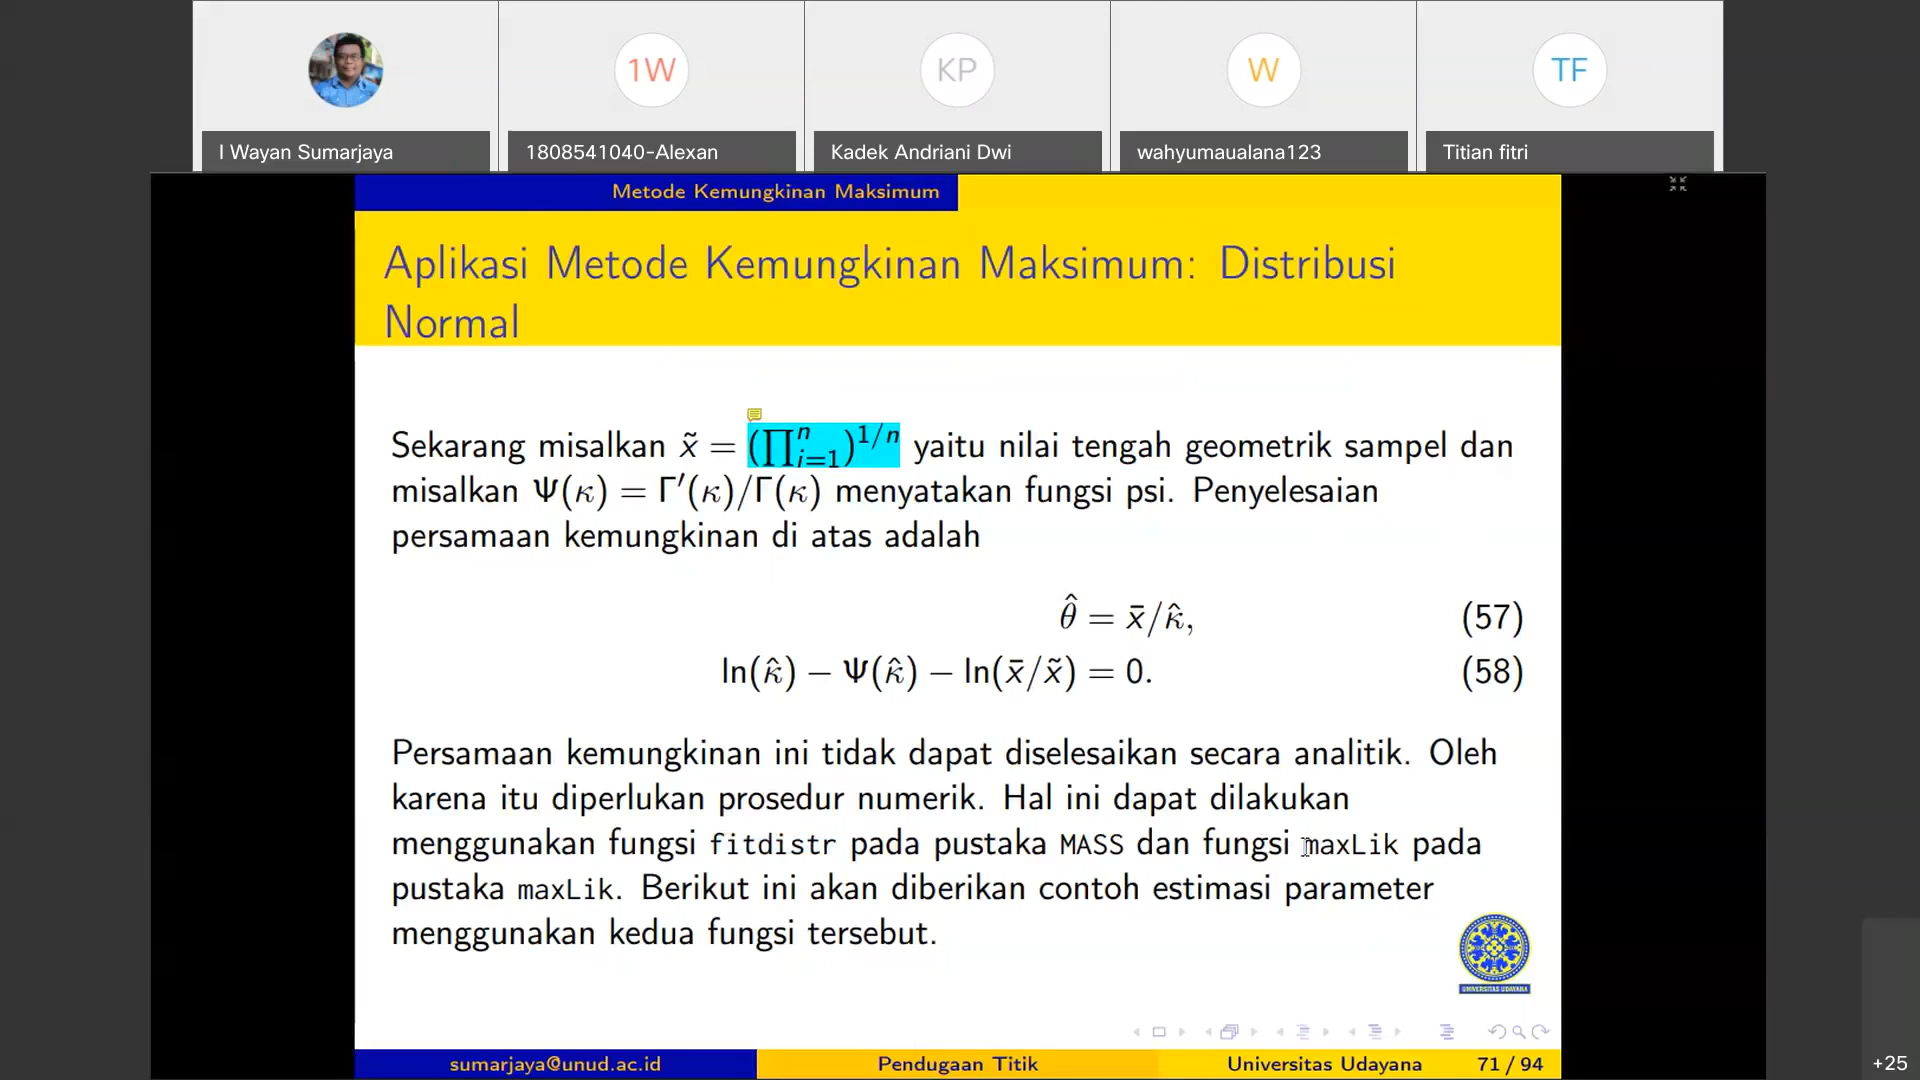 1W
KP
W
TF
I Wayan Sumarjaya
1808541040-Alexan
Kadek Andriani Dwi
wahyumaualana123
Titian fitri
Metode Kemungkinan Maksimum
Aplikasi Metode Kemungkinan Maksimum: Distribusi
Normal
Sekarang misalkan x̃ = (∏ⁿᵢ₌₁)^1/n yaitu nilai tengah geometrik sampel dan
misalkan Ψ(κ) = Γ′(κ)/Γ(κ) menyatakan fungsi psi. Penyelesaian
persamaan kemungkinan di atas adalah
θ̂ = x̄/κ̂, (57)
ln(κ̂) − Ψ(κ̂) − ln(x̄/x̃) = 0. (58)
Persamaan kemungkinan ini tidak dapat diselesaikan secara analitik. Oleh
karena itu diperlukan prosedur numerik. Hal ini dapat dilakukan
menggunakan fungsi fitdistr pada pustaka MASS dan fungsi maxLik pada
pustaka maxLik. Berikut ini akan diberikan contoh estimasi parameter
menggunakan kedua fungsi tersebut.
UNIVERSITAS UDAYANA
sumarjaya@unud.ac.id
Pendugaan Titik
Universitas Udayana
71 / 94
+25